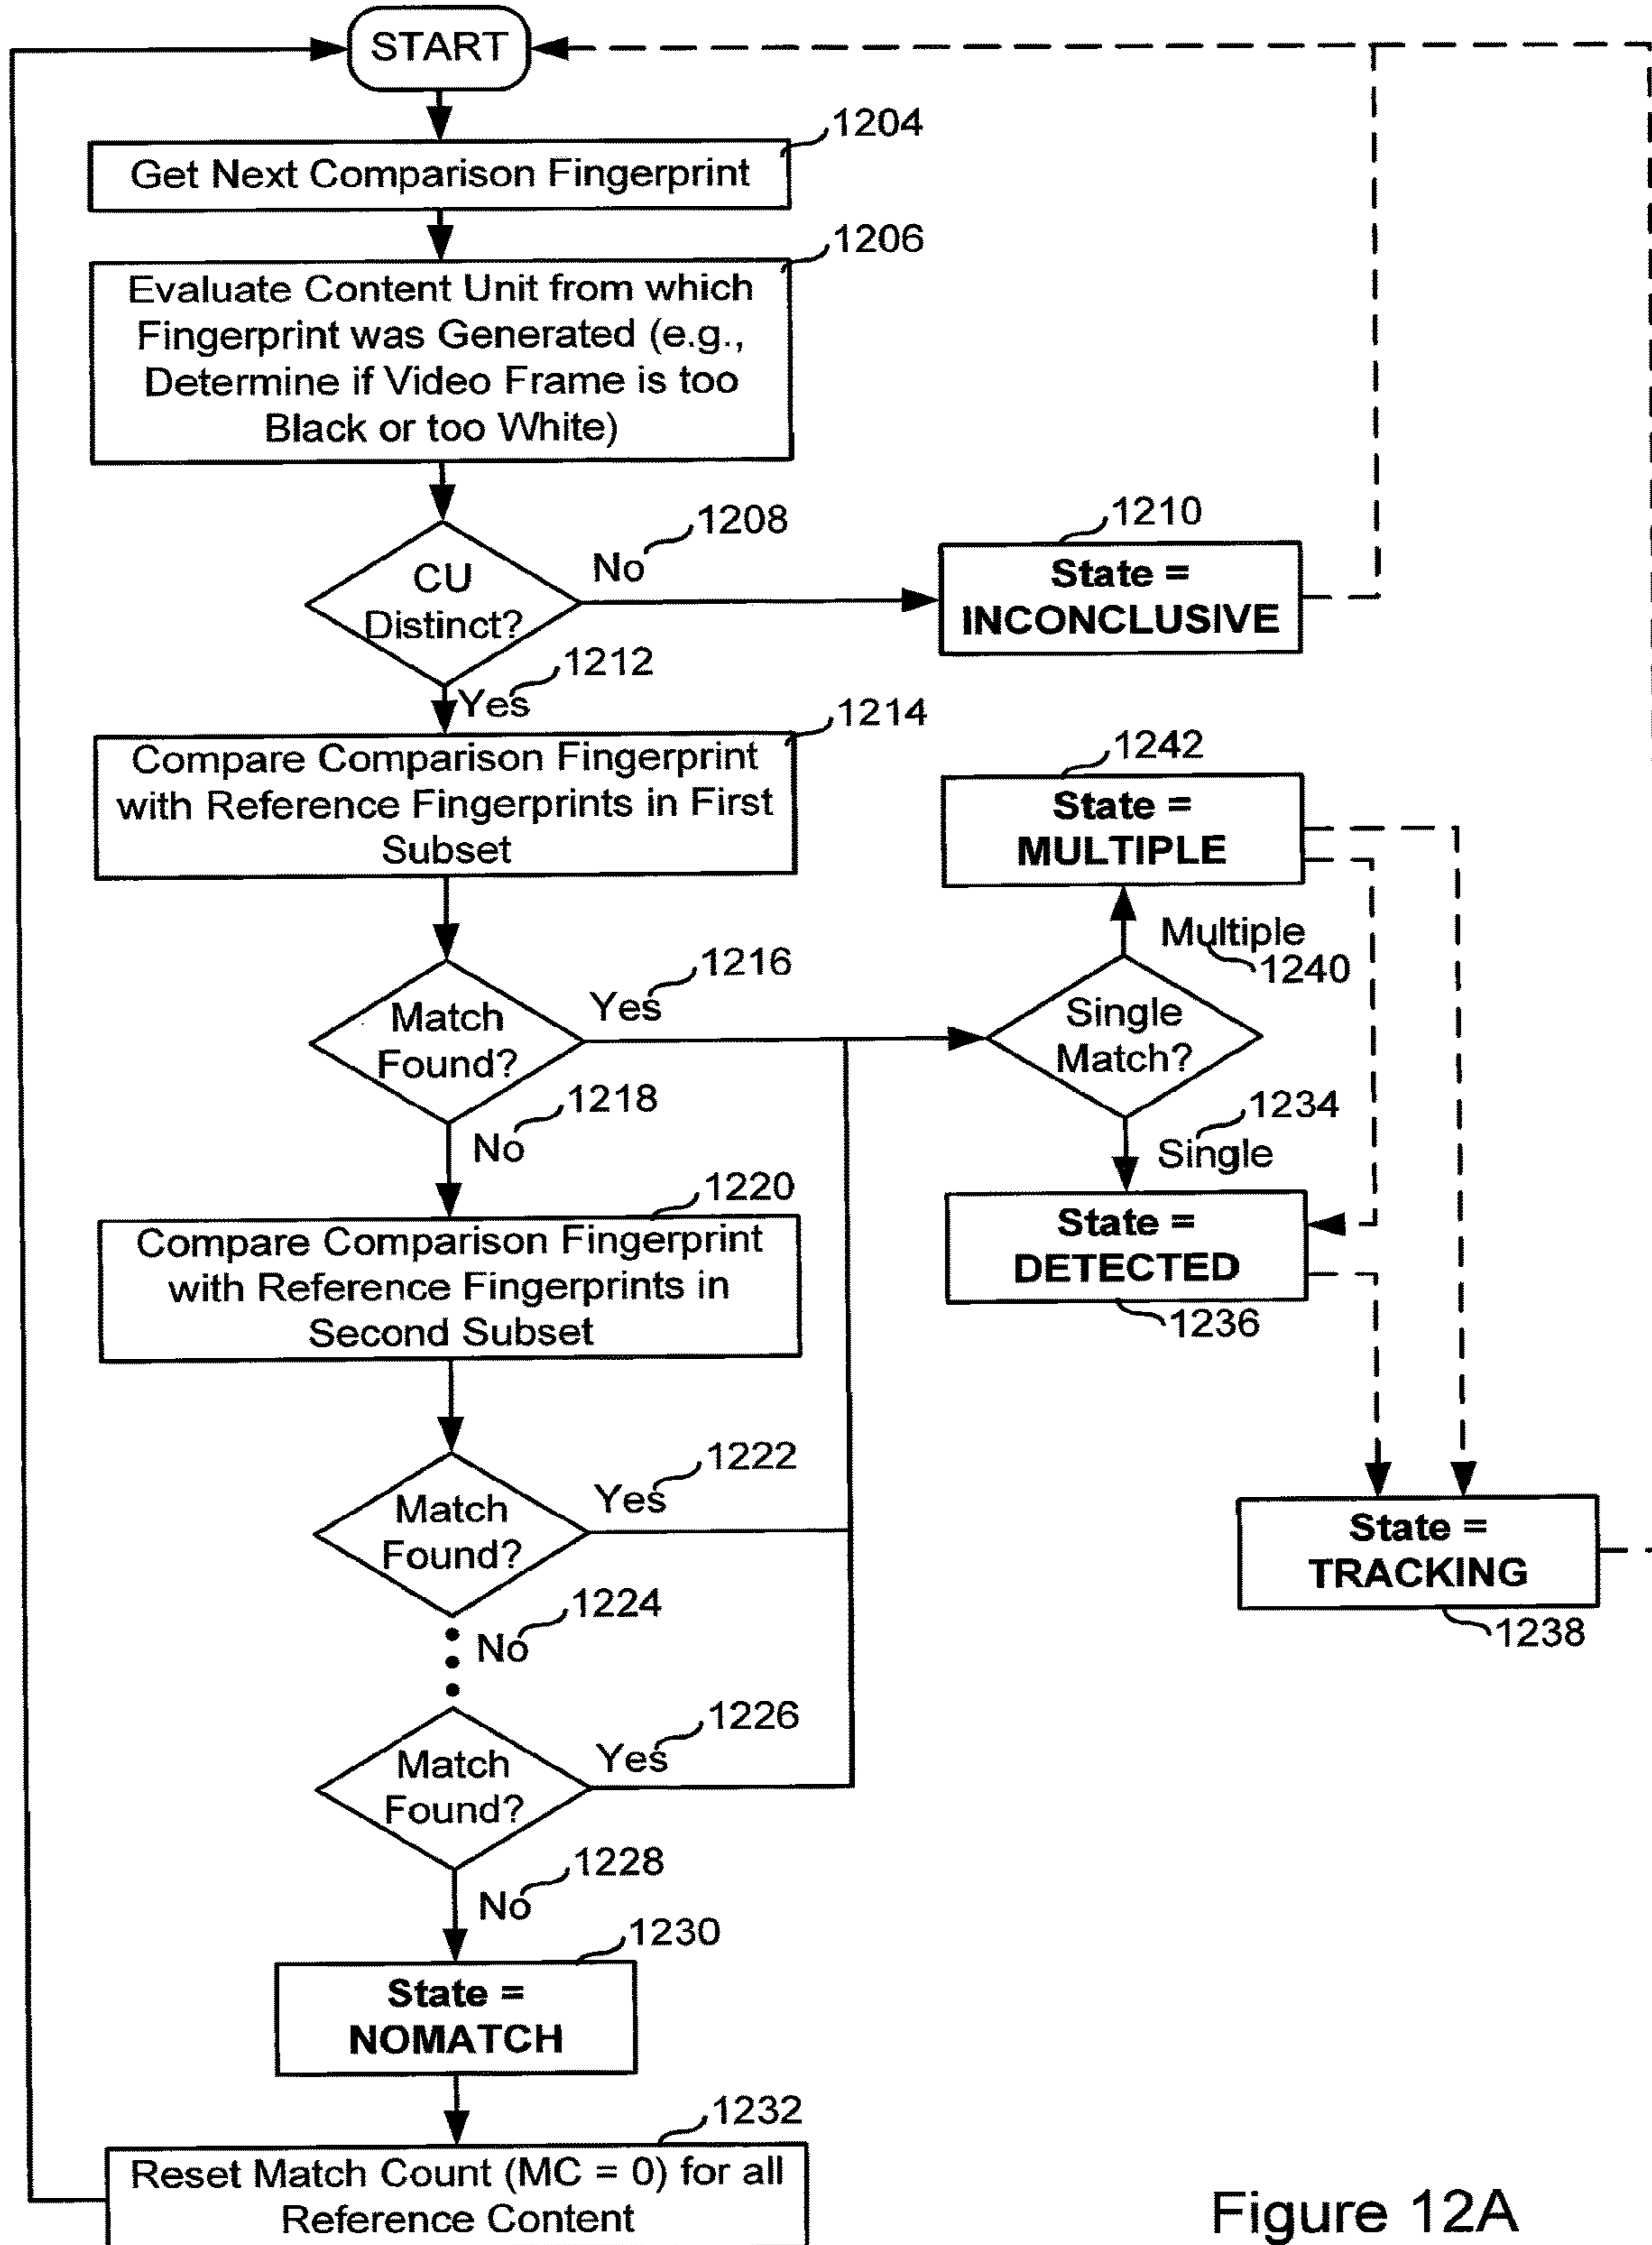 START
1204
Get Next Comparison Fingerprint
1206
Evaluate Content Unit from which
Fingerprint was Generated (e.g.,
Determine if Video Frame is too
Black or too White)
1208
No
CU
Distinct?
1210
State =
INCONCLUSIVE
1212
Yes
1214
Compare Comparison Fingerprint
with Reference Fingerprints in First
Subset
1242
State =
MULTIPLE
Multiple
1240
1216
Yes
Match
Found?
Single
Match?
1218
No
1234
Single
1220
Compare Comparison Fingerprint
with Reference Fingerprints in
Second Subset
State =
DETECTED
1236
1222
Yes
Match
Found?
State =
TRACKING
1238
1224
No
1226
Yes
Match
Found?
1228
No
1230
State =
NOMATCH
1232
Reset Match Count (MC = 0) for all
Reference Content
Figure 12A